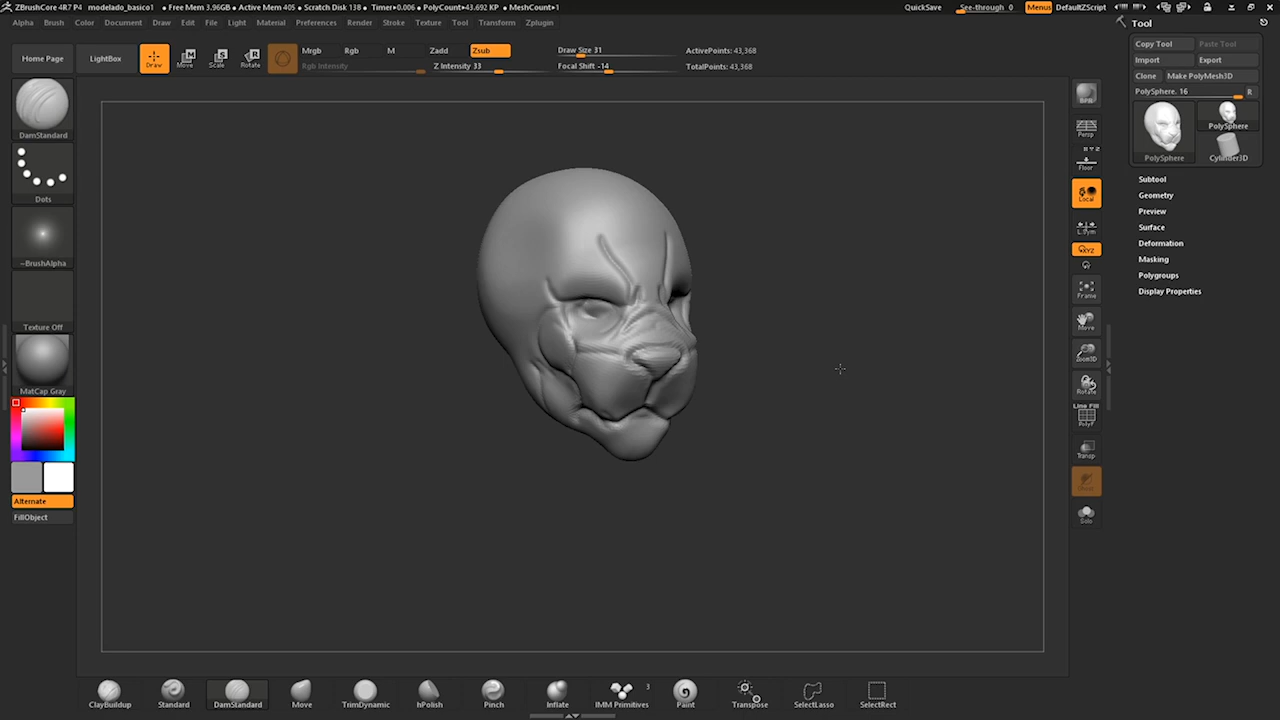 ZBrushCore 4R7 P4 modelado_basico1 ● Free Mem 3.96GB ● Active Mem 405 ● Scratch Disk 138 ● Timer▸0.006 ● PolyCount▸43.692 KP ● MeshCount▸1 QuickSave See-through 0 Menus DefaultZScript
Alpha Brush Color Document Draw Edit File Light Material Preferences Render Stroke Texture Tool Transform Zplugin
Tool
Copy Tool Paste Tool
Import Export
Clone Make PolyMesh3D
PolySphere. 16 R
PolySphere
PolySphere Cylinder3D
Subtool
Geometry
Preview
Surface
Deformation
Masking
Polygroups
Display Properties
Home Page LightBox Draw Move Scale Rotate
Mrgb Rgb M Zadd Zsub
Rgb Intensity Z Intensity 33
Draw Size 31 ActivePoints: 43,368
Focal Shift -14 TotalPoints: 43,368
DamStandard
Dots
~BrushAlpha
Texture Off
MatCap Gray
Alternate
FillObject
BPR
Persp
X Y Z
Floor
Local
L.Sym
XYZ
Frame
Move
Zoom3D
Rotate
Line Fill
PolyF
Transp
Solo
ClayBuildup Standard DamStandard Move TrimDynamic hPolish Pinch Inflate IMM Primitives 3 Paint Transpose SelectLasso SelectRect